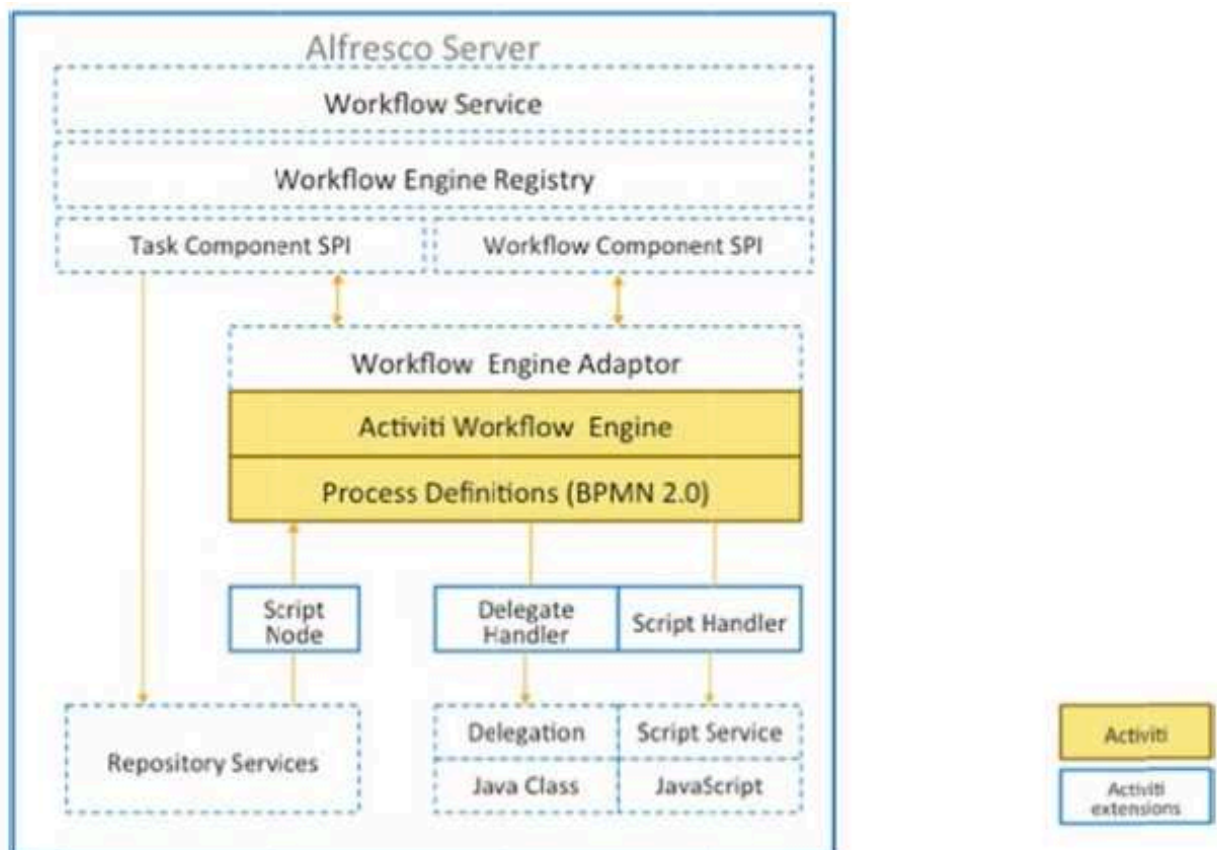 Alfresco Server
Workflow Service
Workflow Engine Registry
Task Component SPI
Workflow Component SPI
Workflow Engine Adaptor
Activiti Workflow Engine
Process Definitions (BPMN 2.0)
Script
Node
Delegate
Handler
Script Handler
Repository Services
Delegation
Script Service
Java Class
JavaScript
Activiti
Activiti
extensions